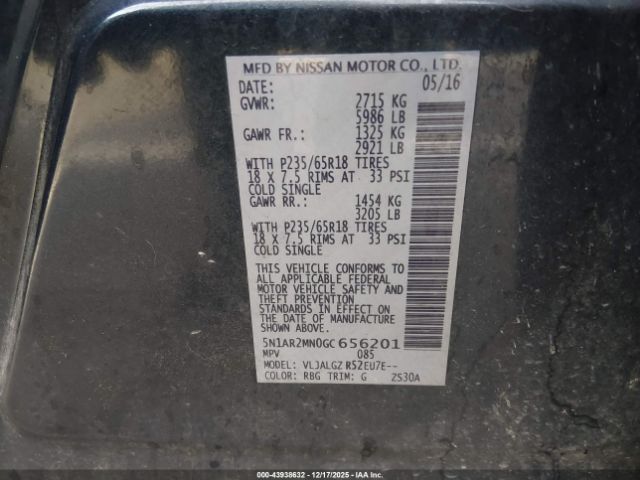 MFD BY NISSAN MOTOR CO., LTD.
DATE: 05/16
GVWR: 2715 KG
5986 LB
GAWR FR.: 1325 KG
2921 LB
WITH P235/65R18 TIRES
18 X 7.5 RIMS AT 33 PSI
COLD SINGLE
GAWR RR.: 1454 KG
3205 LB
WITH P235/65R18 TIRES
18 X 7.5 RIMS AT 33 PSI
COLD SINGLE
THIS VEHICLE CONFORMS TO
ALL APPLICABLE FEDERAL
MOTOR VEHICLE SAFETY AND
THEFT PREVENTION
STANDARDS IN EFFECT ON
THE DATE OF MANUFACTURE
SHOWN ABOVE.
5N1AR2MN0GC656201
MPV 085
MODEL: VLJALGZ R52EU7E--
COLOR: RBG TRIM: G 2S30A
00-43938632 - 12/17/2025 - IAA Inc.